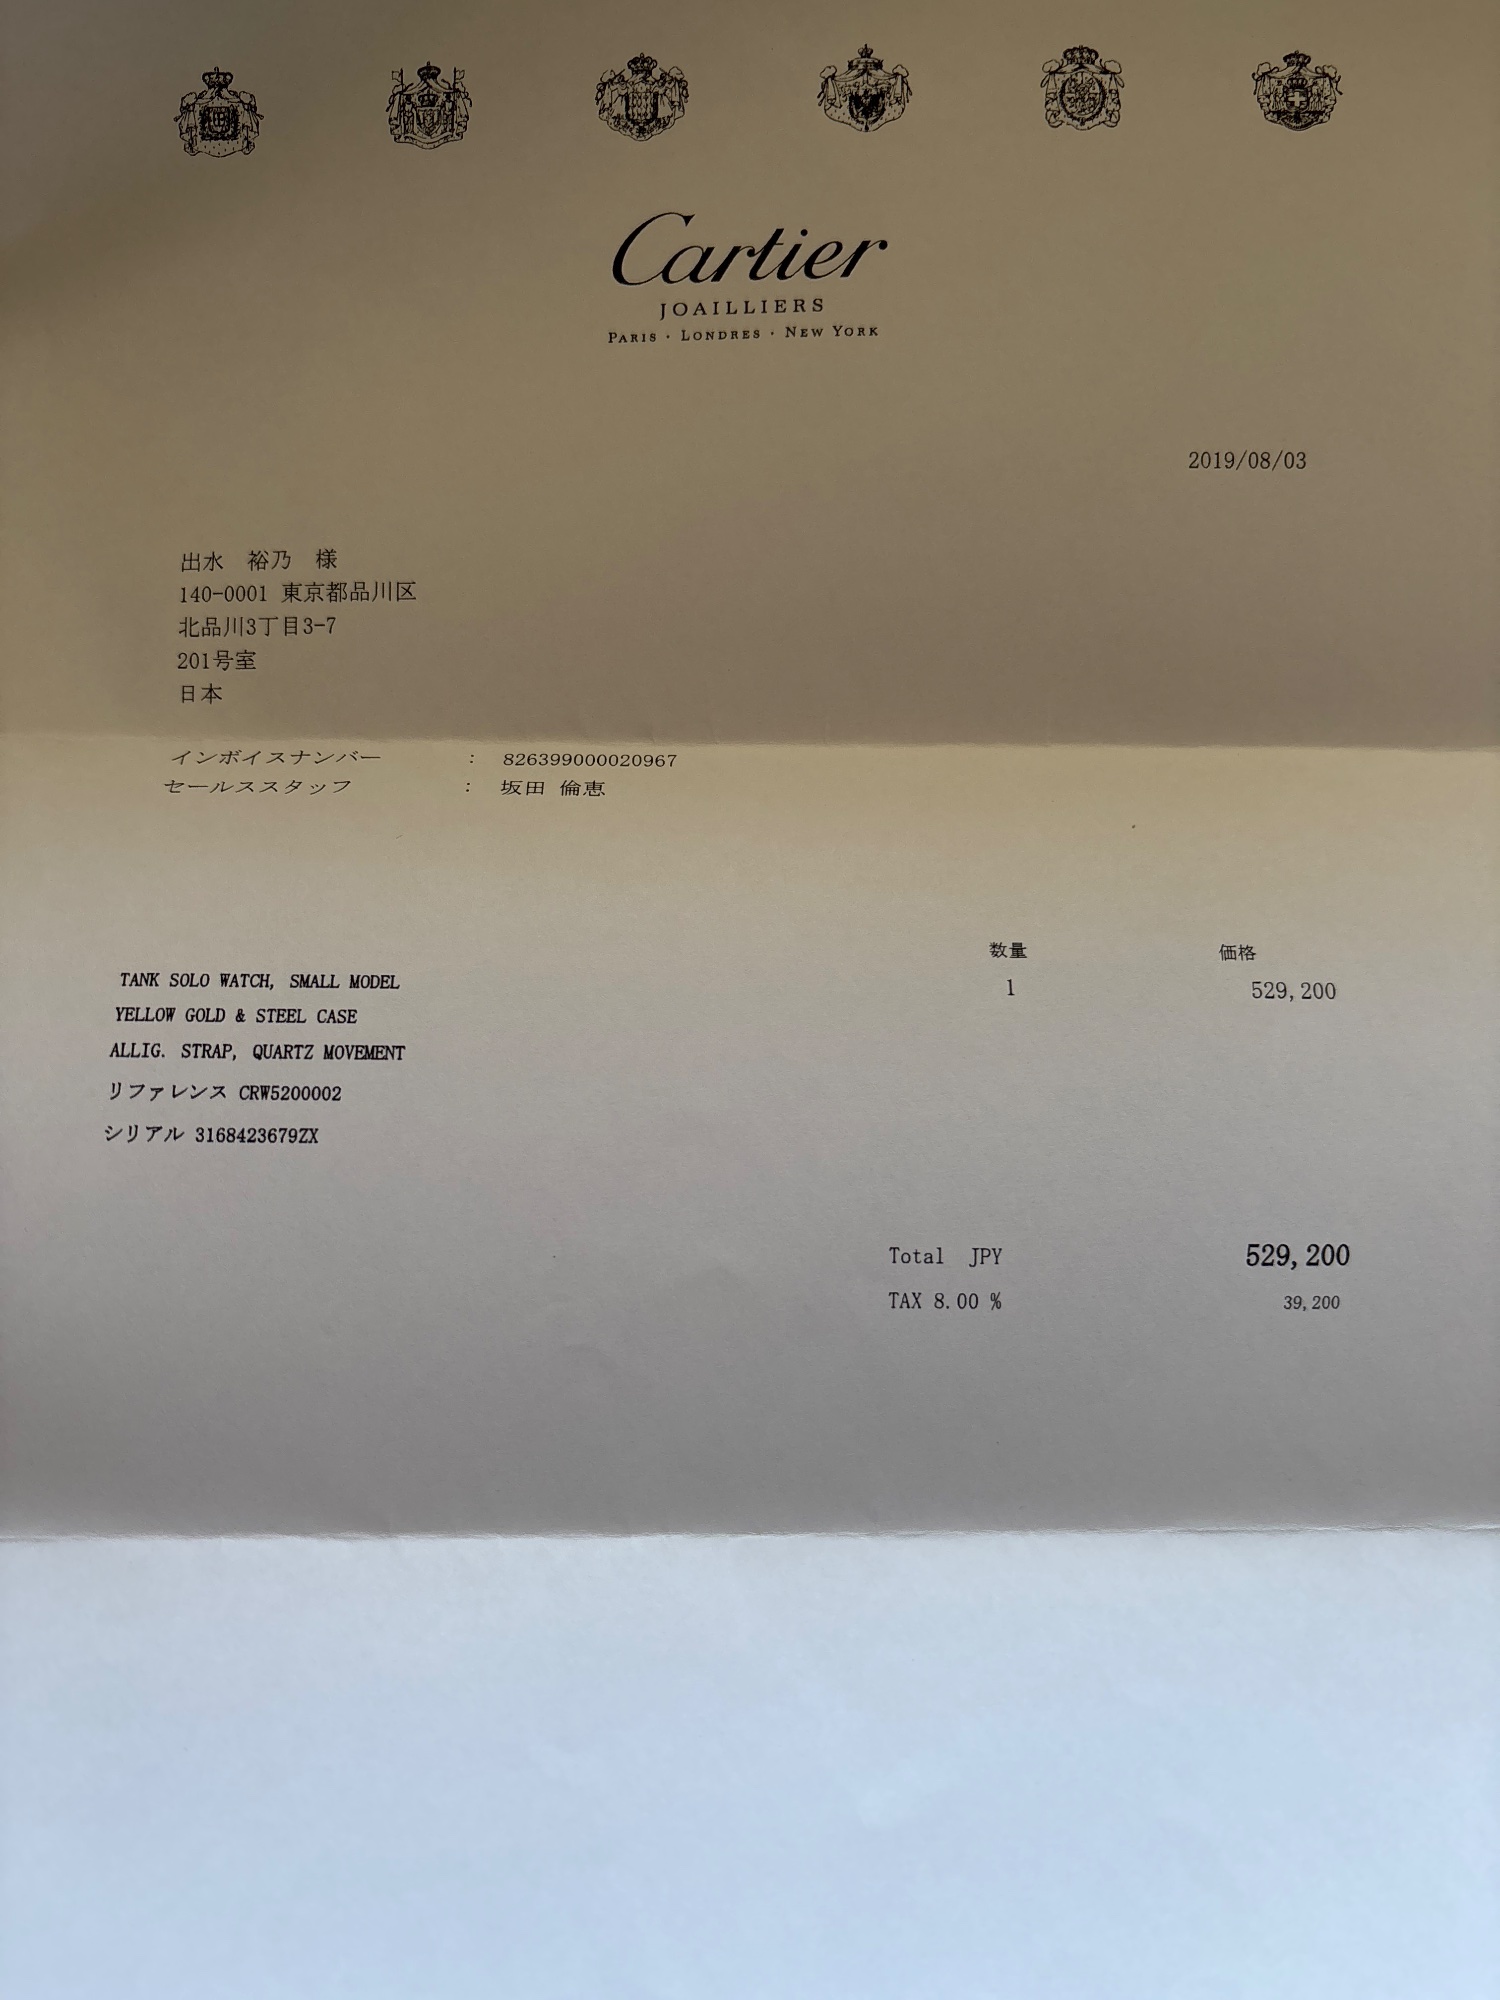 Cartier
JOAILLIERS
PARIS · LONDRES · NEW YORK
2019/08/03
出水　裕乃　様
140-0001 東京都品川区
北品川3丁目3-7
201号室
日本
インボイスナンバー : 826399000020967
セールススタッフ : 坂田 倫恵
数量 価格
TANK SOLO WATCH, SMALL MODEL 1 529,200
YELLOW GOLD & STEEL CASE
ALLIG. STRAP, QUARTZ MOVEMENT
リファレンス CRW5200002
シリアル 3168423679ZX
Total JPY 529,200
TAX 8.00 % 39,200